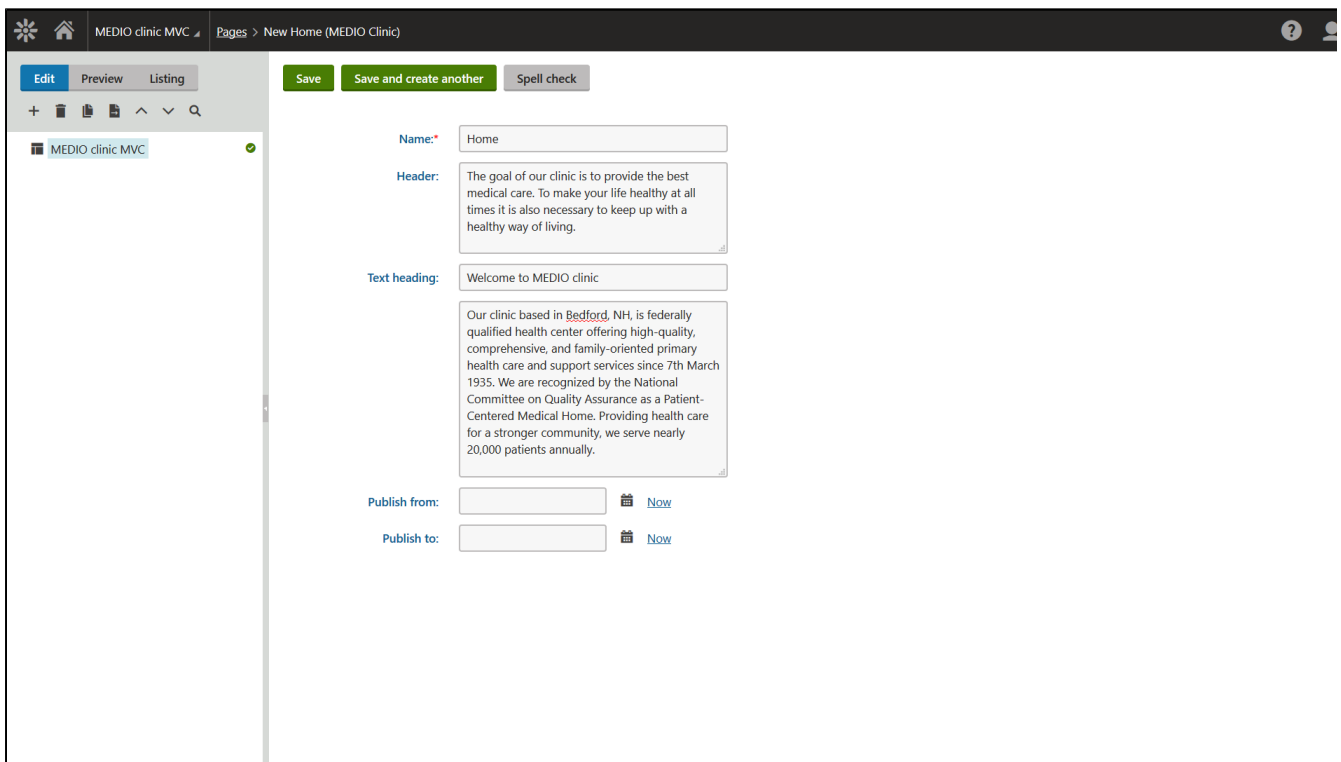 MEDIO clinic MVC Pages > New Home (MEDIO Clinic) ?
Edit Preview Listing
Save Save and create another Spell check
MEDIO clinic MVC
Name:* Home
Header: The goal of our clinic is to provide the best
medical care. To make your life healthy at all
times it is also necessary to keep up with a
healthy way of living.
Text heading: Welcome to MEDIO clinic
Our clinic based in Bedford, NH, is federally
qualified health center offering high-quality,
comprehensive, and family-oriented primary
health care and support services since 7th March
1935. We are recognized by the National
Committee on Quality Assurance as a Patient-
Centered Medical Home. Providing health care
for a stronger community, we serve nearly
20,000 patients annually.
Publish from: Now
Publish to: Now